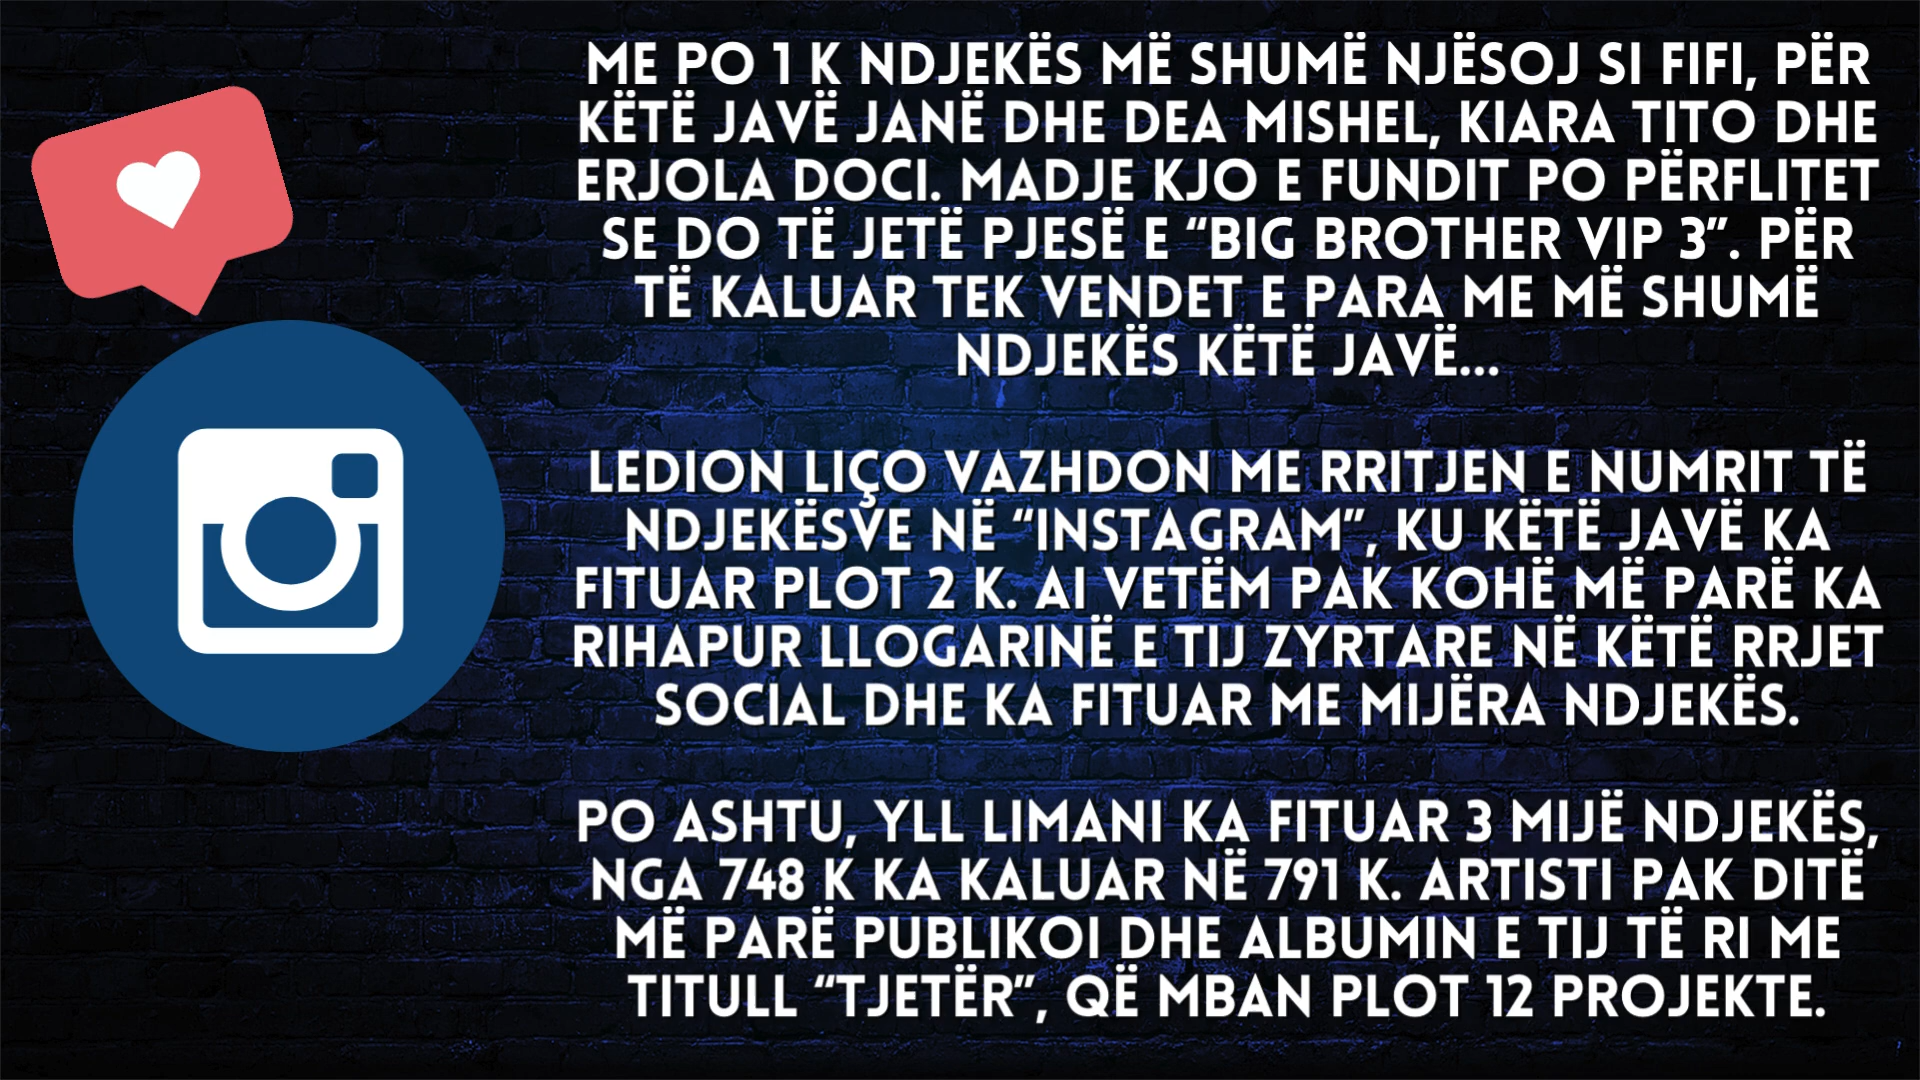 ME PO 1 K NDJEKËS MË SHUMË NJËSOJ SI FIFI, PËR
KËTË JAVË JANË DHE DEA MISHEL, KIARA TITO DHE
ERJOLA DOCI. MADJE KJO E FUNDIT PO PËRFLITET
SE DO TË JETË PJESË E “BIG BROTHER VIP 3”. PËR
TË KALUAR TEK VENDET E PARA ME MË SHUMË
NDJEKËS KËTË JAVË...
LEDION LIÇO VAZHDON ME RRITJEN E NUMRIT TË
NDJEKËSVE NË “INSTAGRAM”, KU KËTË JAVË KA
FITUAR PLOT 2 K. AI VETËM PAK KOHË MË PARË KA
RIHAPUR LLOGARINË E TIJ ZYRTARE NË KËTË RRJET
SOCIAL DHE KA FITUAR ME MIJËRA NDJEKËS.
PO ASHTU, YLL LIMANI KA FITUAR 3 MIJË NDJEKËS,
NGA 748 K KA KALUAR NË 791 K. ARTISTI PAK DITË
MË PARË PUBLIKOI DHE ALBUMIN E TIJ TË RI ME
TITULL “TJETËR”, QË MBAN PLOT 12 PROJEKTE.